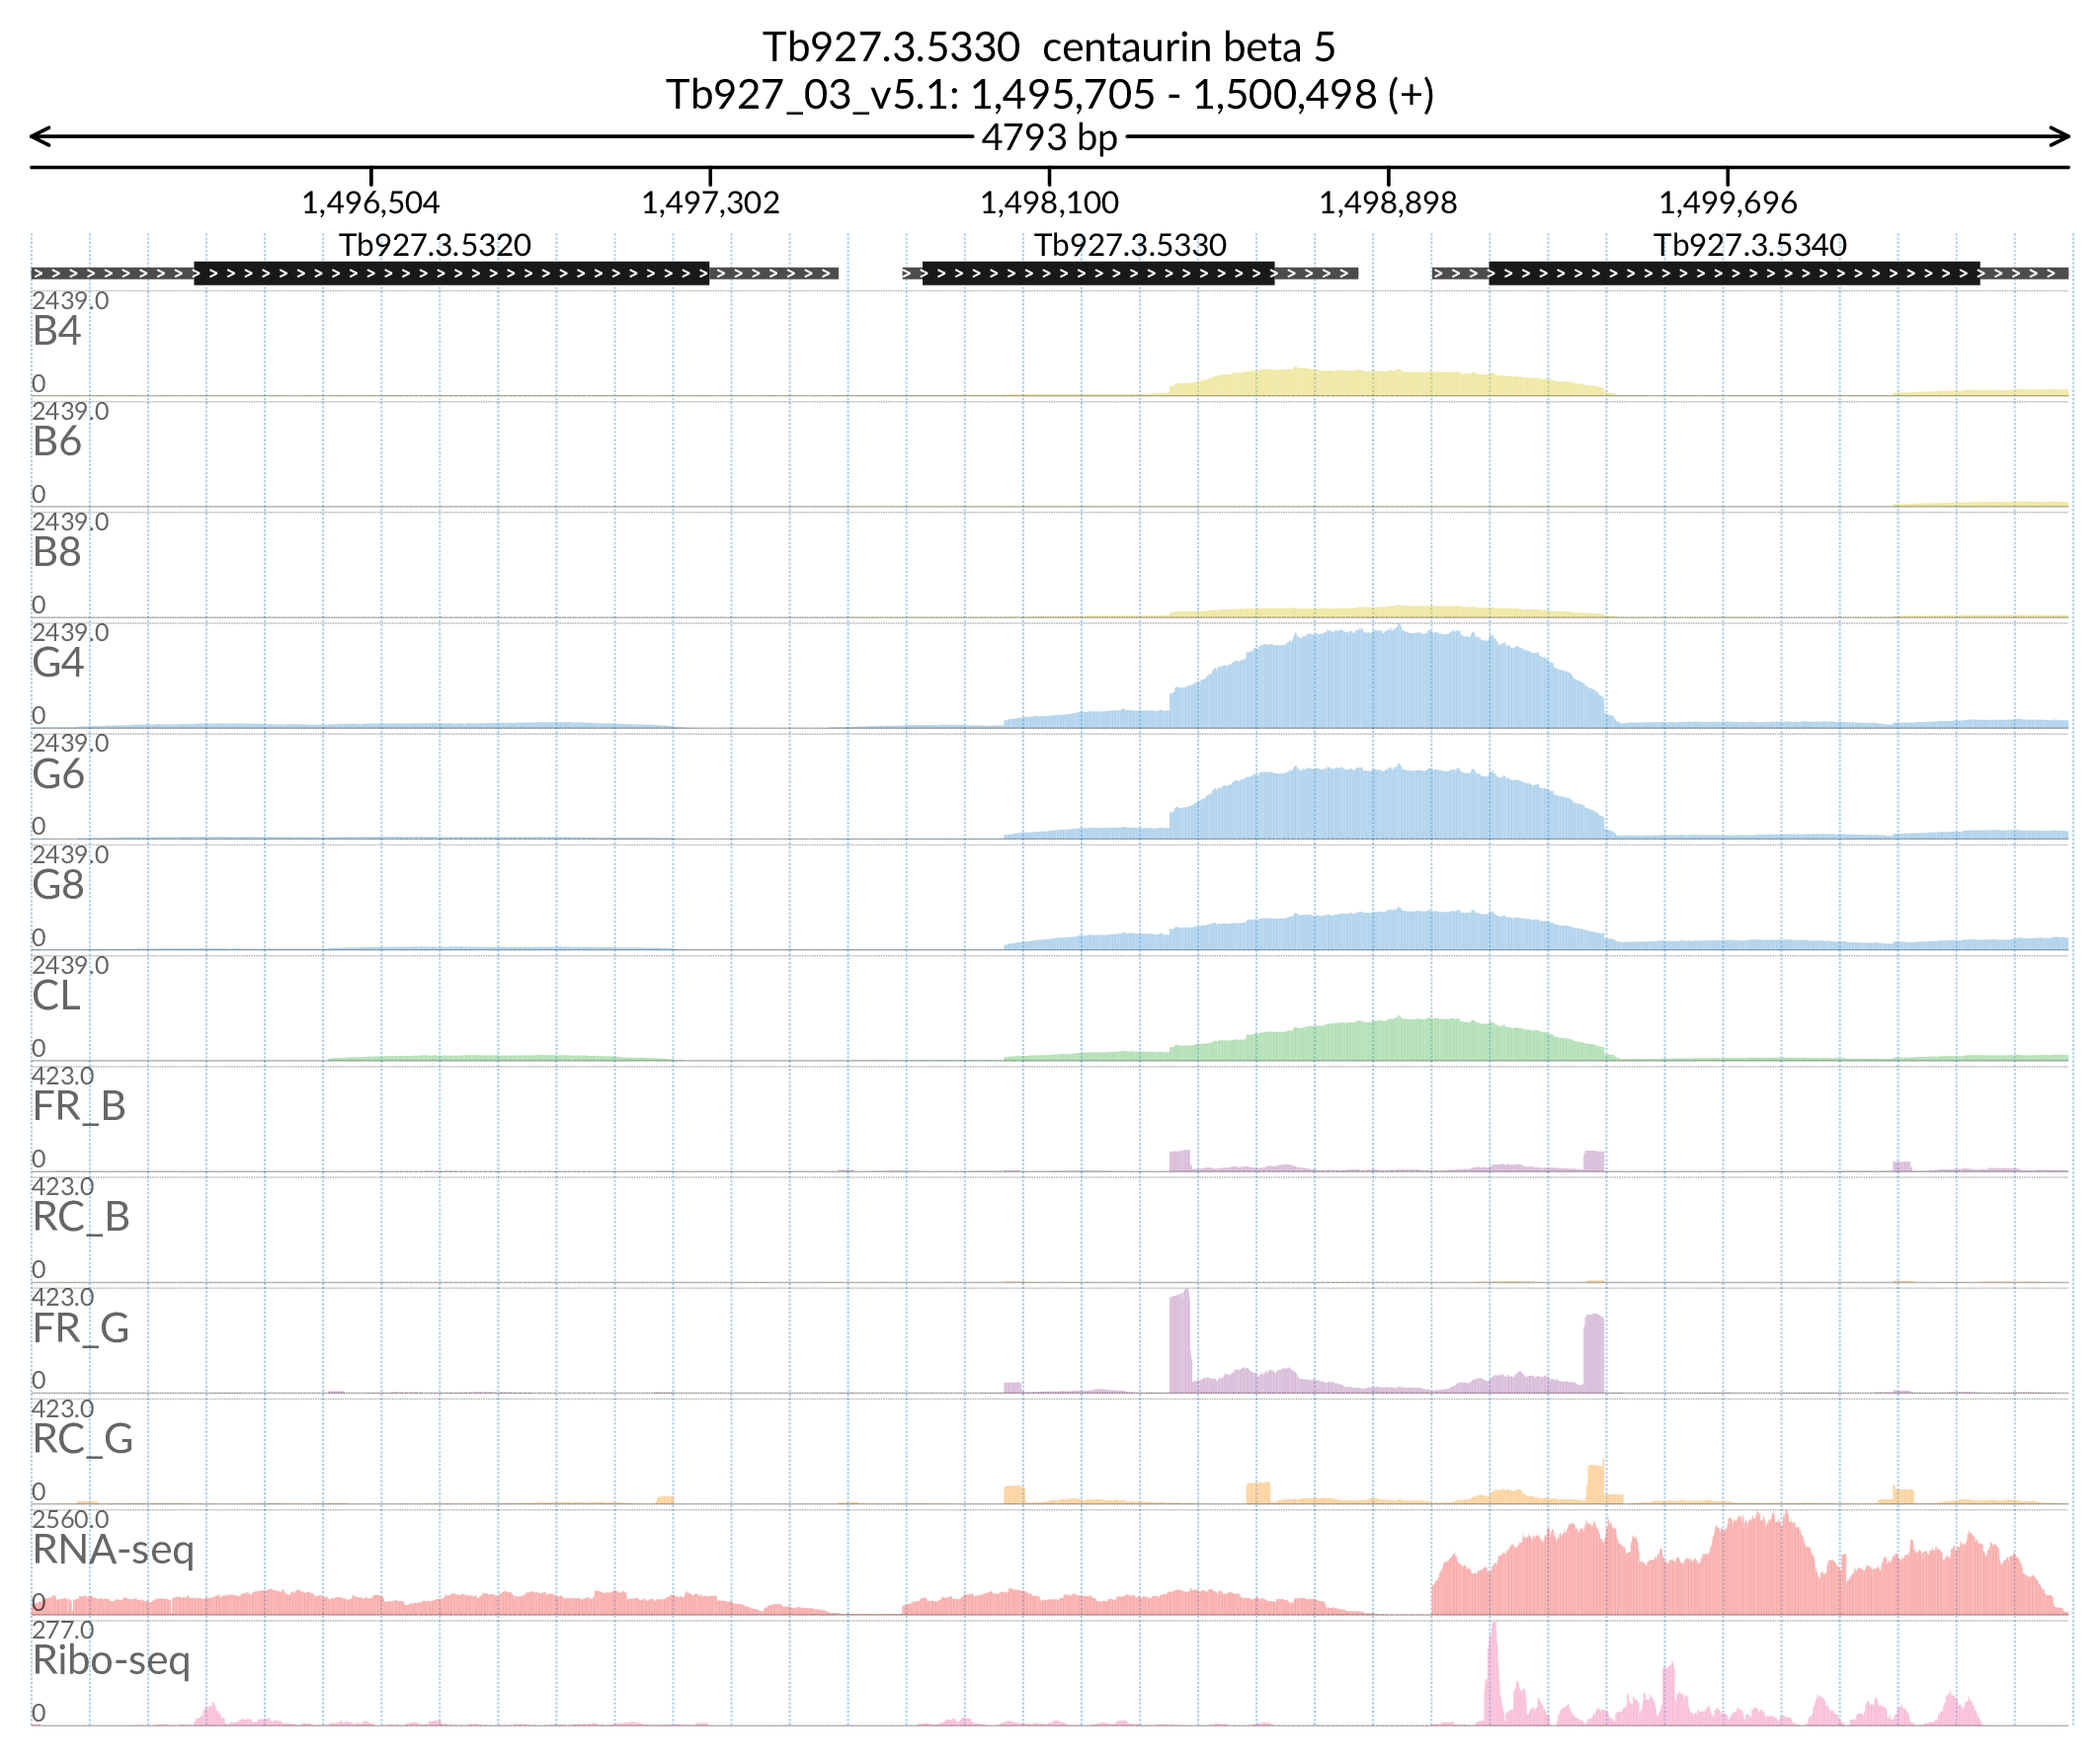 Tb927.3.5330  centaurin beta 5
Tb927_03_v5.1: 1,495,705 - 1,500,498 (+)
4793 bp
1,496,504 1,497,302 1,498,100 1,498,898 1,499,696
Tb927.3.5320 Tb927.3.5330 Tb927.3.5340
2439.0
B4
0
2439.0
B6
0
2439.0
B8
0
2439.0
G4
0
2439.0
G6
0
2439.0
G8
0
2439.0
CL
0
423.0
FR_B
0
423.0
RC_B
0
423.0
FR_G
0
423.0
RC_G
0
2560.0
RNA-seq
0
277.0
Ribo-seq
0